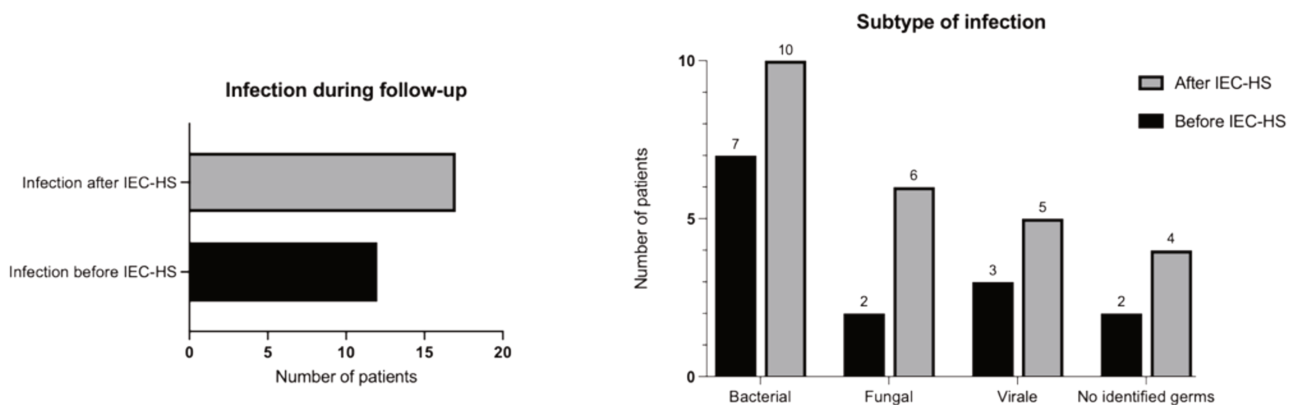 Infection during follow-up
Infection after IEC-HS
Infection before IEC-HS
0 5 10 15 20
Number of patients
Subtype of infection
After IEC-HS
Before IEC-HS
Number of patients
10
5
0
7 10 2 6 3 5 2 4
Bacterial Fungal Virale No identified germs